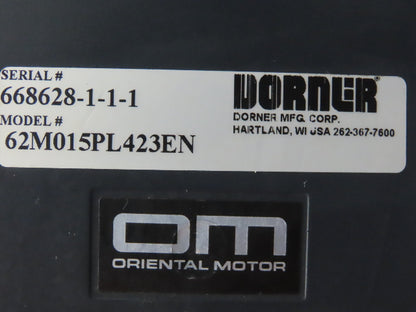 SERIAL #
668628-1-1-1
MODEL #
62M015PL423EN
DORNER
DORNER MFG. CORP.
HARTLAND, WI USA 262-367-7600
om
ORIENTAL MOTOR